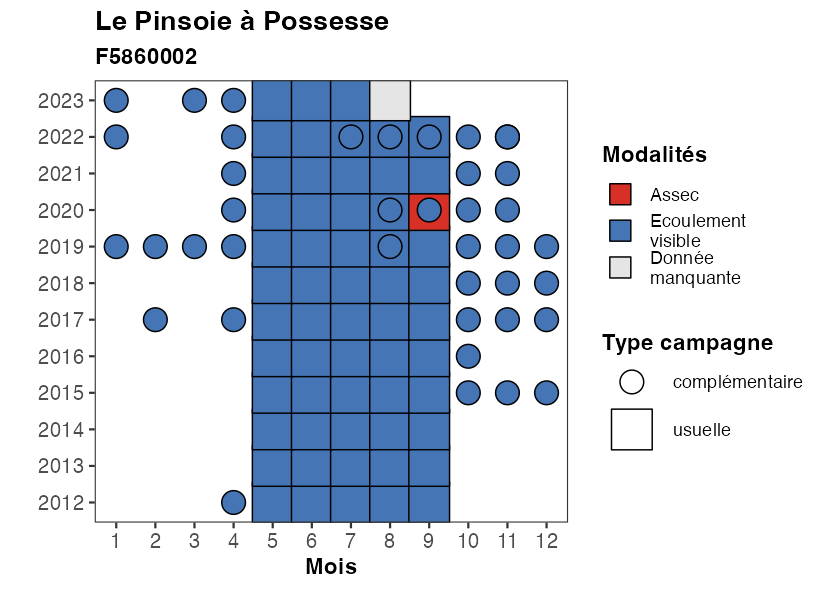 Le Pinsoie à Possesse
F5860002
2023
2022
2021
2020
2019
2018
2017
2016
2015
2014
2013
2012
1 2 3 4 5 6 7 8 9 10 11 12
Mois
Modalités
Assec
Ecoulement
visible
Donnée
manquante
Type campagne
complémentaire
usuelle